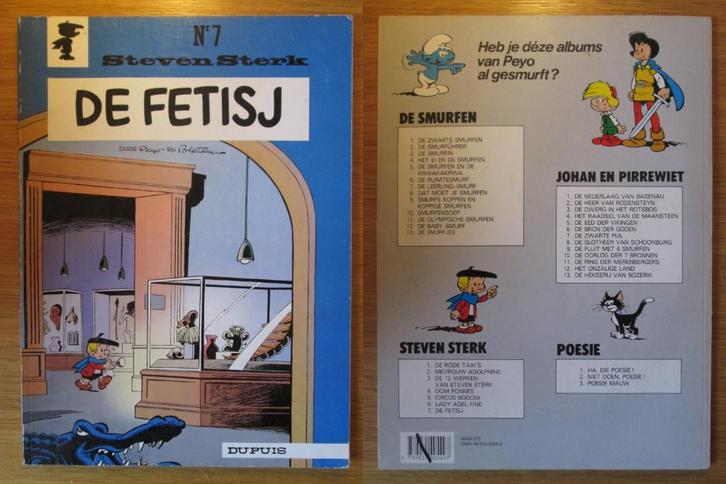 Nr 7
Steven Sterk
DE FETISJ
DOOR Peyo EN
DUPUIS
Heb je déze albums
van Peyo
al gesmurft?
DE SMURFEN
1. DE ZWARTE SMURFEN
2. DE SMURFÜHRER
3. DE SMURFIN
4. HET EI EN DE SMURFEN
5. DE SMURFEN EN DE
KRWAKAKRWA
6. DE RUIMTESMURF
7. DE LEERLING-SMURF
8. DAT MOET JE SMURFEN
9. SMURFE KOPPEN EN
KOPPIGE SMURFEN
10. SMURFENSOEP
11. DE OLYMPISCHE SMURFEN
12. DE BABY-SMURF
13. DE SMURFJES
JOHAN EN PIRREWIET
1. DE NEDERLAAG VAN BASENAU
2. DE HEER VAN RODENSTEYN
3. DE DWERG IN HET ROTSBOS
4. HET RAADSEL VAN DE MAANSTEEN
5. DE EED DER VIKINGEN
6. DE BRON DER GODEN
7. DE ZWARTE PIJL
8. DE SLOTHEER VAN SCHOONBURG
9. DE FLUIT MET 6 SMURFEN
10. DE OORLOG DER 7 BRONNEN
11. DE RING DER MERENBERGERS
12. HET ONZALIGE LAND
13. DE HEKSERIJ VAN BOZERIK
STEVEN STERK
1. DE RODE TAXI'S
2. MEVROUW ADOLPHINE
3. DE 12 WERKEN
VAN STEVEN STERK
4. OOM PONNES
5. CIRCUS BODONI
6. LADY ADEL FINE
7. DE FETISJ
POESIE
1. HA, DIE POESIE!
2. NIET DOEN, POESIE!
3. POESIE MAUW